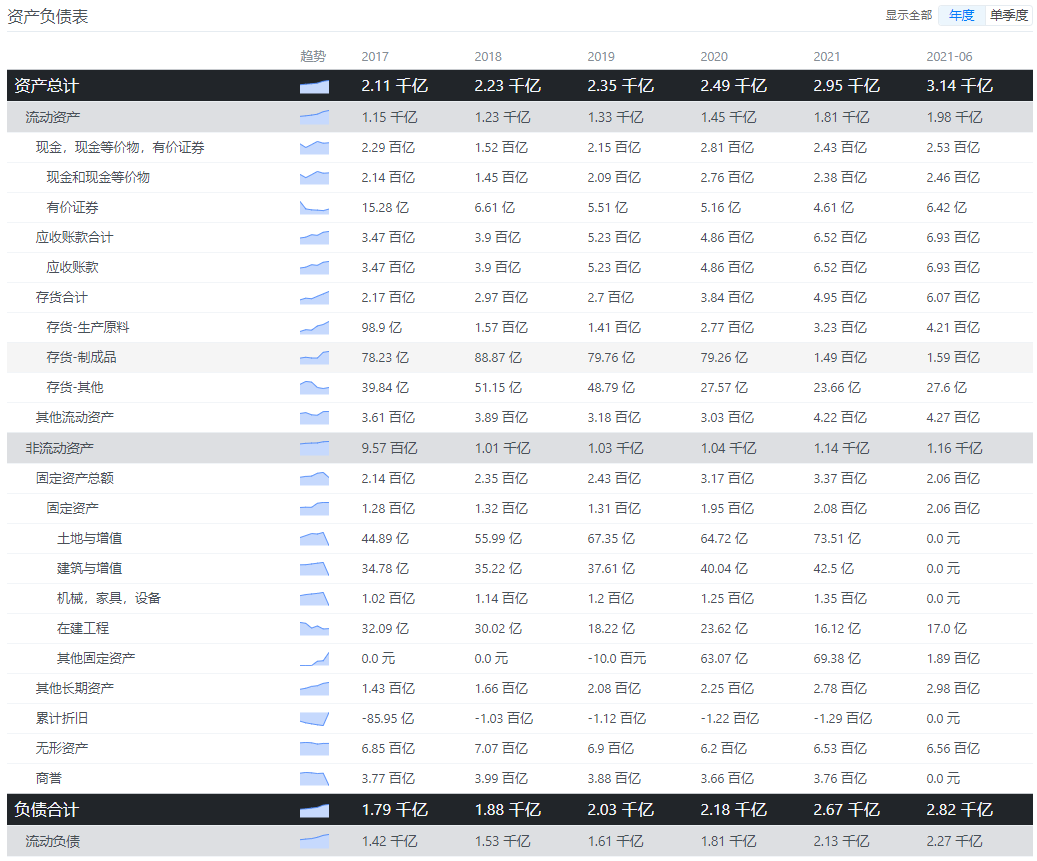 资产负债表 显示全部 年度 单季度
趋势 2017 2018 2019 2020 2021 2021-06
资产总计 2.11 千亿 2.23 千亿 2.35 千亿 2.49 千亿 2.95 千亿 3.14 千亿
流动资产 1.15 千亿 1.23 千亿 1.33 千亿 1.45 千亿 1.81 千亿 1.98 千亿
现金，现金等价物，有价证券 2.29 百亿 1.52 百亿 2.15 百亿 2.81 百亿 2.43 百亿 2.53 百亿
现金和现金等价物 2.14 百亿 1.45 百亿 2.09 百亿 2.76 百亿 2.38 百亿 2.46 百亿
有价证券 15.28 亿 6.61 亿 5.51 亿 5.16 亿 4.61 亿 6.42 亿
应收账款合计 3.47 百亿 3.9 百亿 5.23 百亿 4.86 百亿 6.52 百亿 6.93 百亿
应收账款 3.47 百亿 3.9 百亿 5.23 百亿 4.86 百亿 6.52 百亿 6.93 百亿
存货合计 2.17 百亿 2.97 百亿 2.7 百亿 3.84 百亿 4.95 百亿 6.07 百亿
存货-生产原料 98.9 亿 1.57 百亿 1.41 百亿 2.77 百亿 3.23 百亿 4.21 百亿
存货-制成品 78.23 亿 88.87 亿 79.76 亿 79.26 亿 1.49 百亿 1.59 百亿
存货-其他 39.84 亿 51.15 亿 48.79 亿 27.57 亿 23.66 亿 27.6 亿
其他流动资产 3.61 百亿 3.89 百亿 3.18 百亿 3.03 百亿 4.22 百亿 4.27 百亿
非流动资产 9.57 百亿 1.01 千亿 1.03 千亿 1.04 千亿 1.14 千亿 1.16 千亿
固定资产总额 2.14 百亿 2.35 百亿 2.43 百亿 3.17 百亿 3.37 百亿 2.06 百亿
固定资产 1.28 百亿 1.32 百亿 1.31 百亿 1.95 百亿 2.08 百亿 2.06 百亿
土地与增值 44.89 亿 55.99 亿 67.35 亿 64.72 亿 73.51 亿 0.0 元
建筑与增值 34.78 亿 35.22 亿 37.61 亿 40.04 亿 42.5 亿 0.0 元
机械，家具，设备 1.02 百亿 1.14 百亿 1.2 百亿 1.25 百亿 1.35 百亿 0.0 元
在建工程 32.09 亿 30.02 亿 18.22 亿 23.62 亿 16.12 亿 17.0 亿
其他固定资产 0.0 元 0.0 元 -10.0 百元 63.07 亿 69.38 亿 1.89 百亿
其他长期资产 1.43 百亿 1.66 百亿 2.08 百亿 2.25 百亿 2.78 百亿 2.98 百亿
累计折旧 -85.95 亿 -1.03 百亿 -1.12 百亿 -1.22 百亿 -1.29 百亿 0.0 元
无形资产 6.85 百亿 7.07 百亿 6.9 百亿 6.2 百亿 6.53 百亿 6.56 百亿
商誉 3.77 百亿 3.99 百亿 3.88 百亿 3.66 百亿 3.76 百亿 0.0 元
负债合计 1.79 千亿 1.88 千亿 2.03 千亿 2.18 千亿 2.67 千亿 2.82 千亿
流动负债 1.42 千亿 1.53 千亿 1.61 千亿 1.81 千亿 2.13 千亿 2.27 千亿